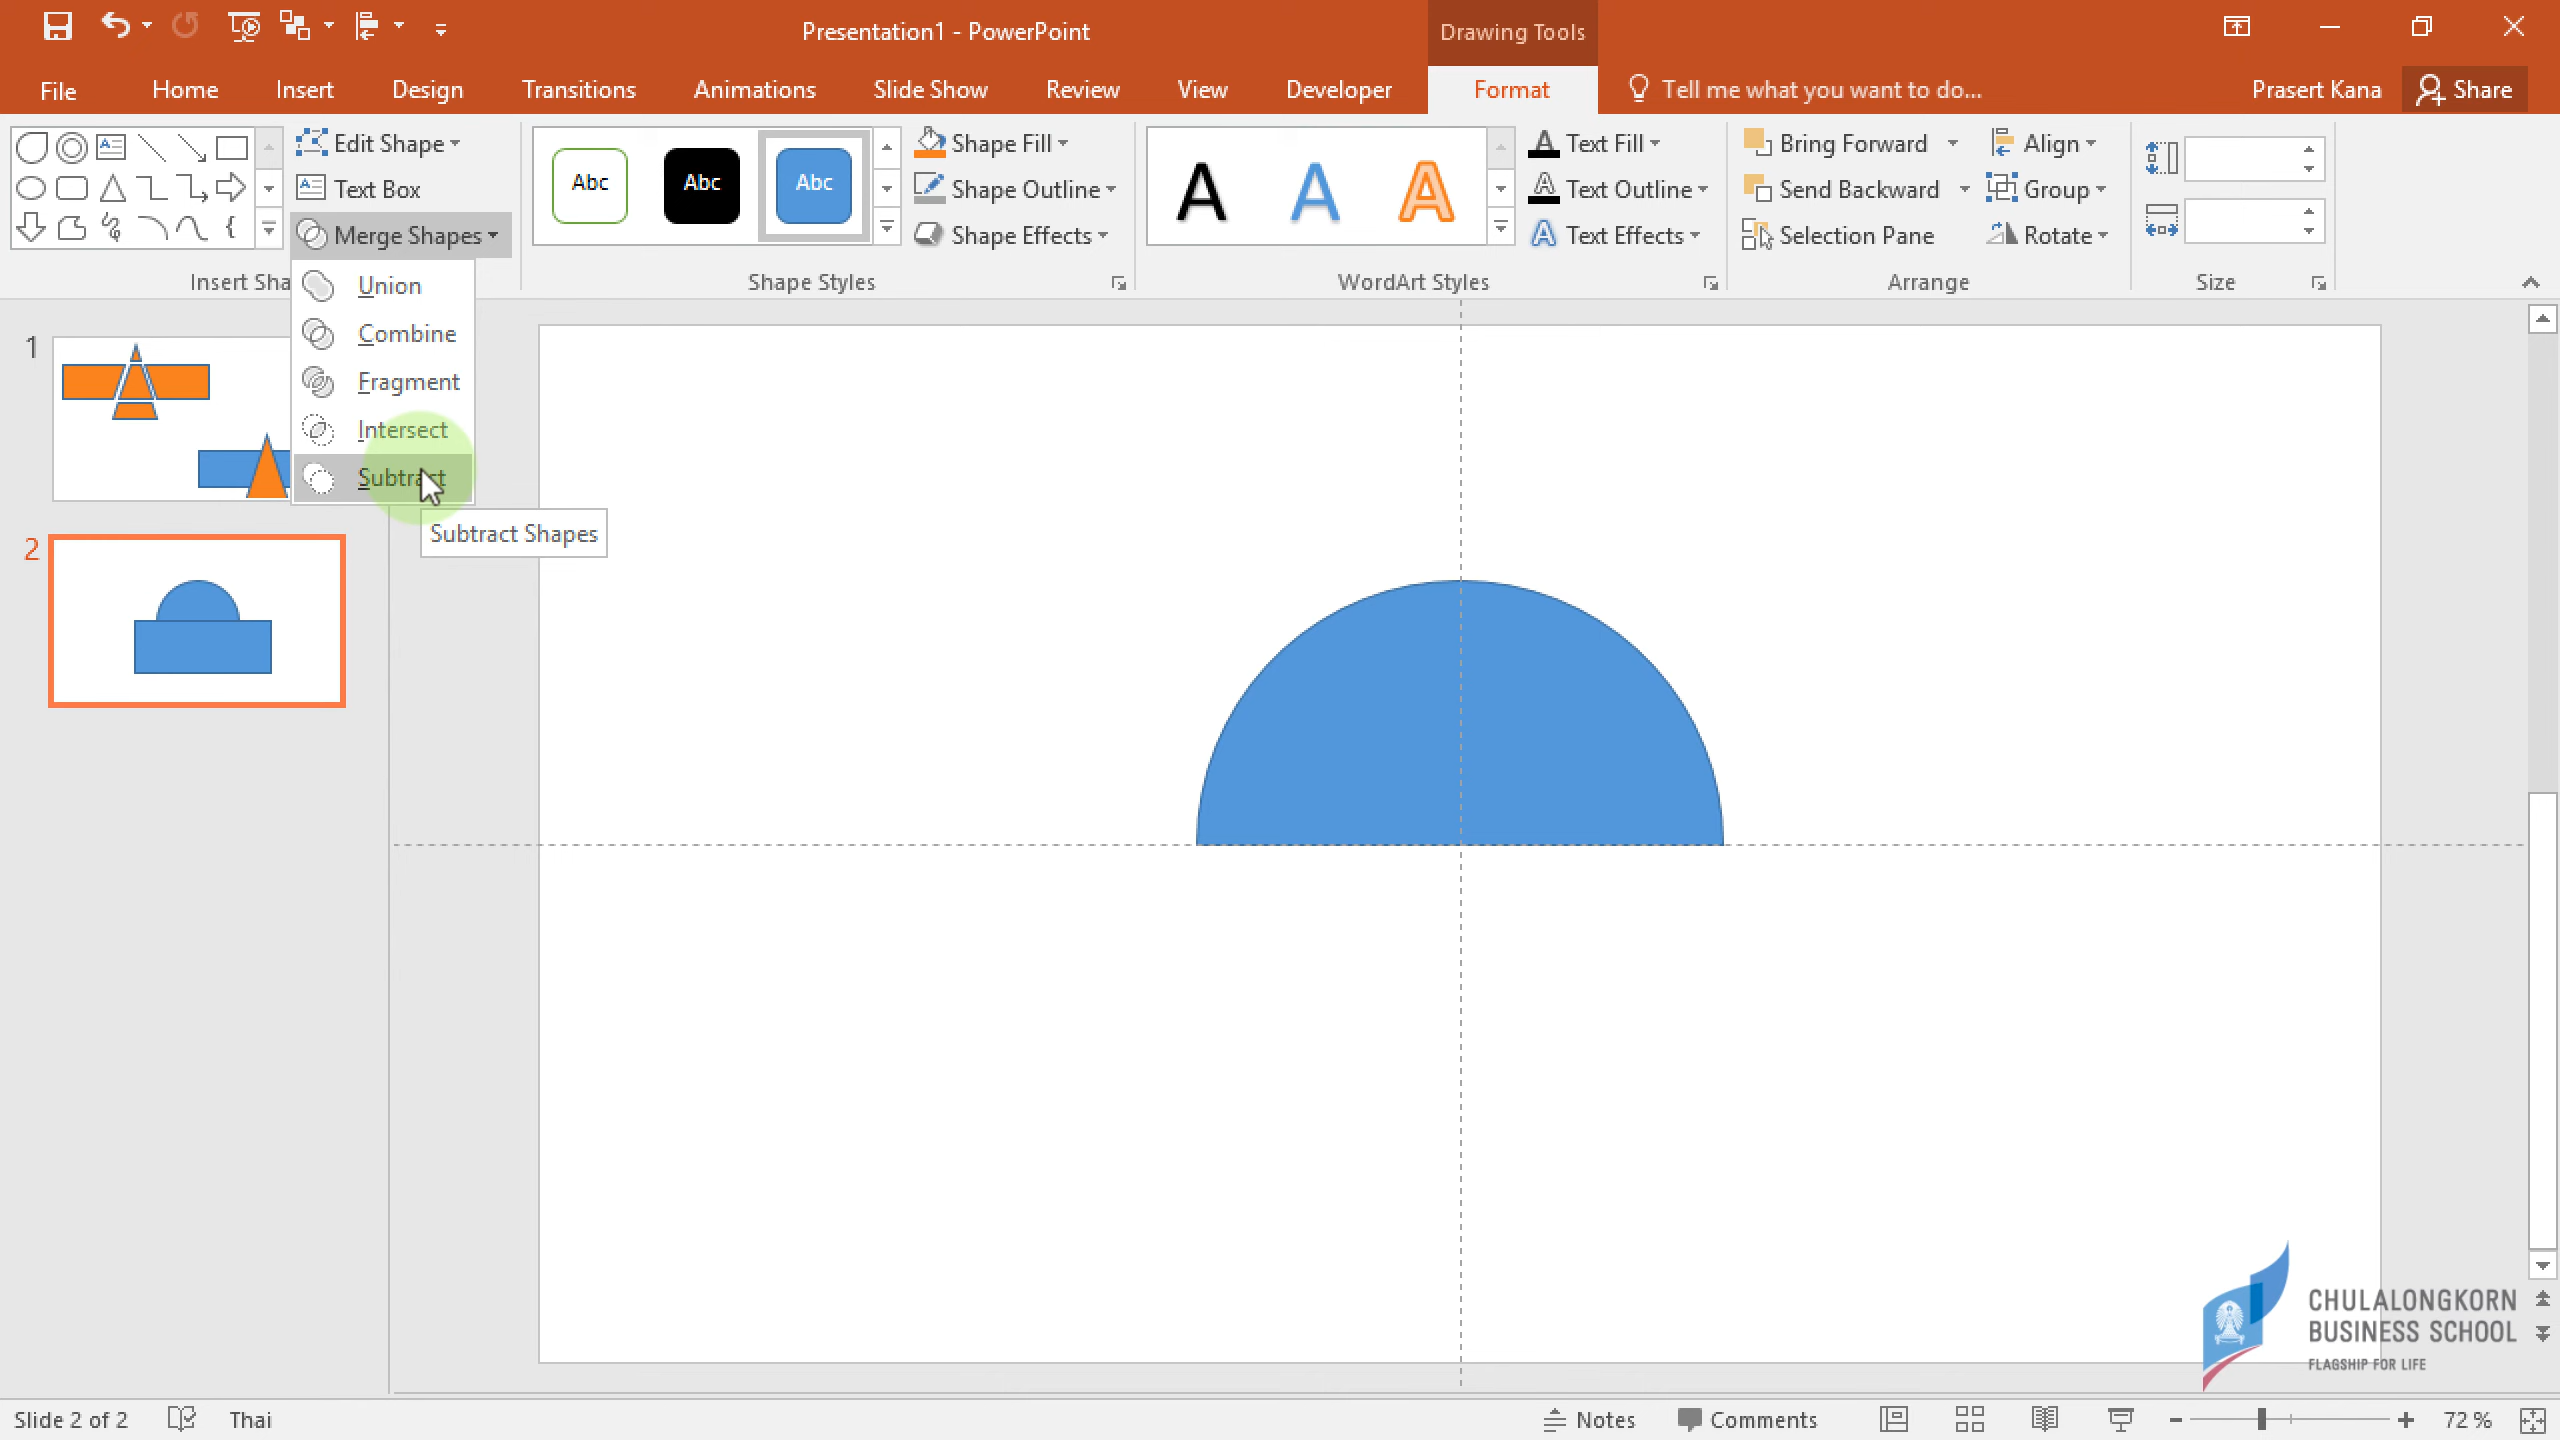 Presentation1 - PowerPoint
Drawing Tools
File
Home
Insert
Design
Transitions
Animations
Slide Show
Review
View
Developer
Format
Tell me what you want to do...
Prasert Kana
Share
Edit Shape
Text Box
Merge Shapes
Insert Sha
Abc
Abc
Abc
Shape Fill
Shape Outline
Shape Effects
Shape Styles
A
A
A
Text Fill
Text Outline
Text Effects
WordArt Styles
Bring Forward
Send Backward
Selection Pane
Align
Group
Rotate
Arrange
Size
Union
Combine
Fragment
Intersect
Subtract
Subtract Shapes
1
2
CHULALONGKORN
BUSINESS SCHOOL
FLAGSHIP FOR LIFE
Slide 2 of 2
Thai
Notes
Comments
72 %